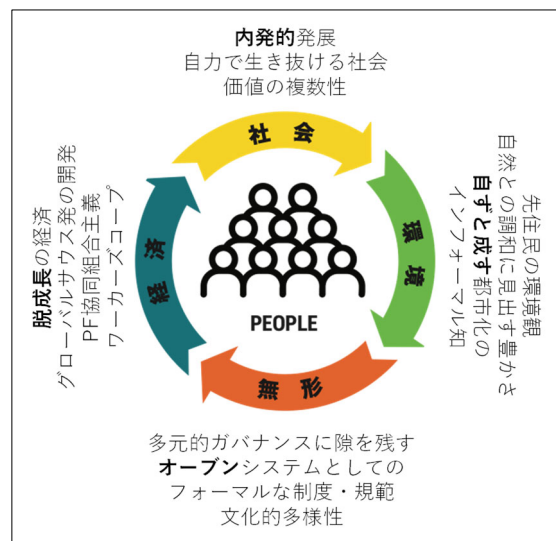 内発的発展
自力で生き抜ける社会
価値の複数性
社会
先住民の環境観
自然との調和に見出す豊かさ
自ずと成す都市化の
インフォーマル知
環境
脱成長の経済
グローバルサウス発の開発
PF協同組合主義
ワーカーズコープ
経済
PEOPLE
無形
多元的ガバナンスに隙を残す
オープンシステムとしての
フォーマルな制度・規範
文化的多様性